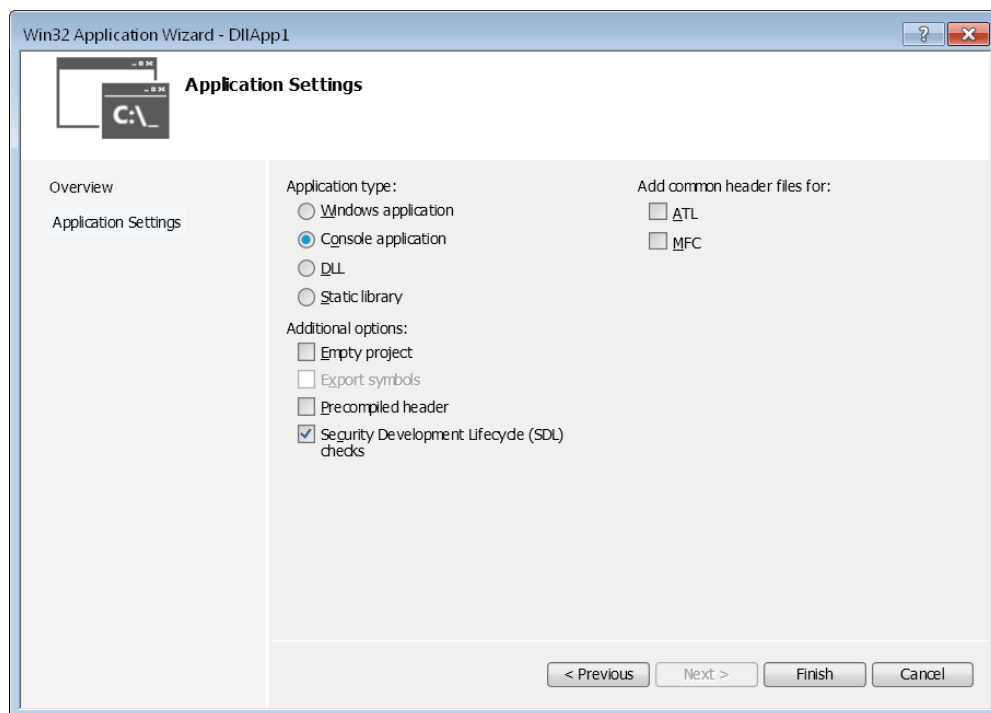 Win32 Application Wizard - DllApp1
C:\_
Application Settings
Overview
Application Settings
Application type:
Windows application
Console application
DLL
Static library
Additional options:
Empty project
Export symbols
Precompiled header
Security Development Lifecycle (SDL)
checks
Add common header files for:
ATL
MFC
< Previous
Next >
Finish
Cancel